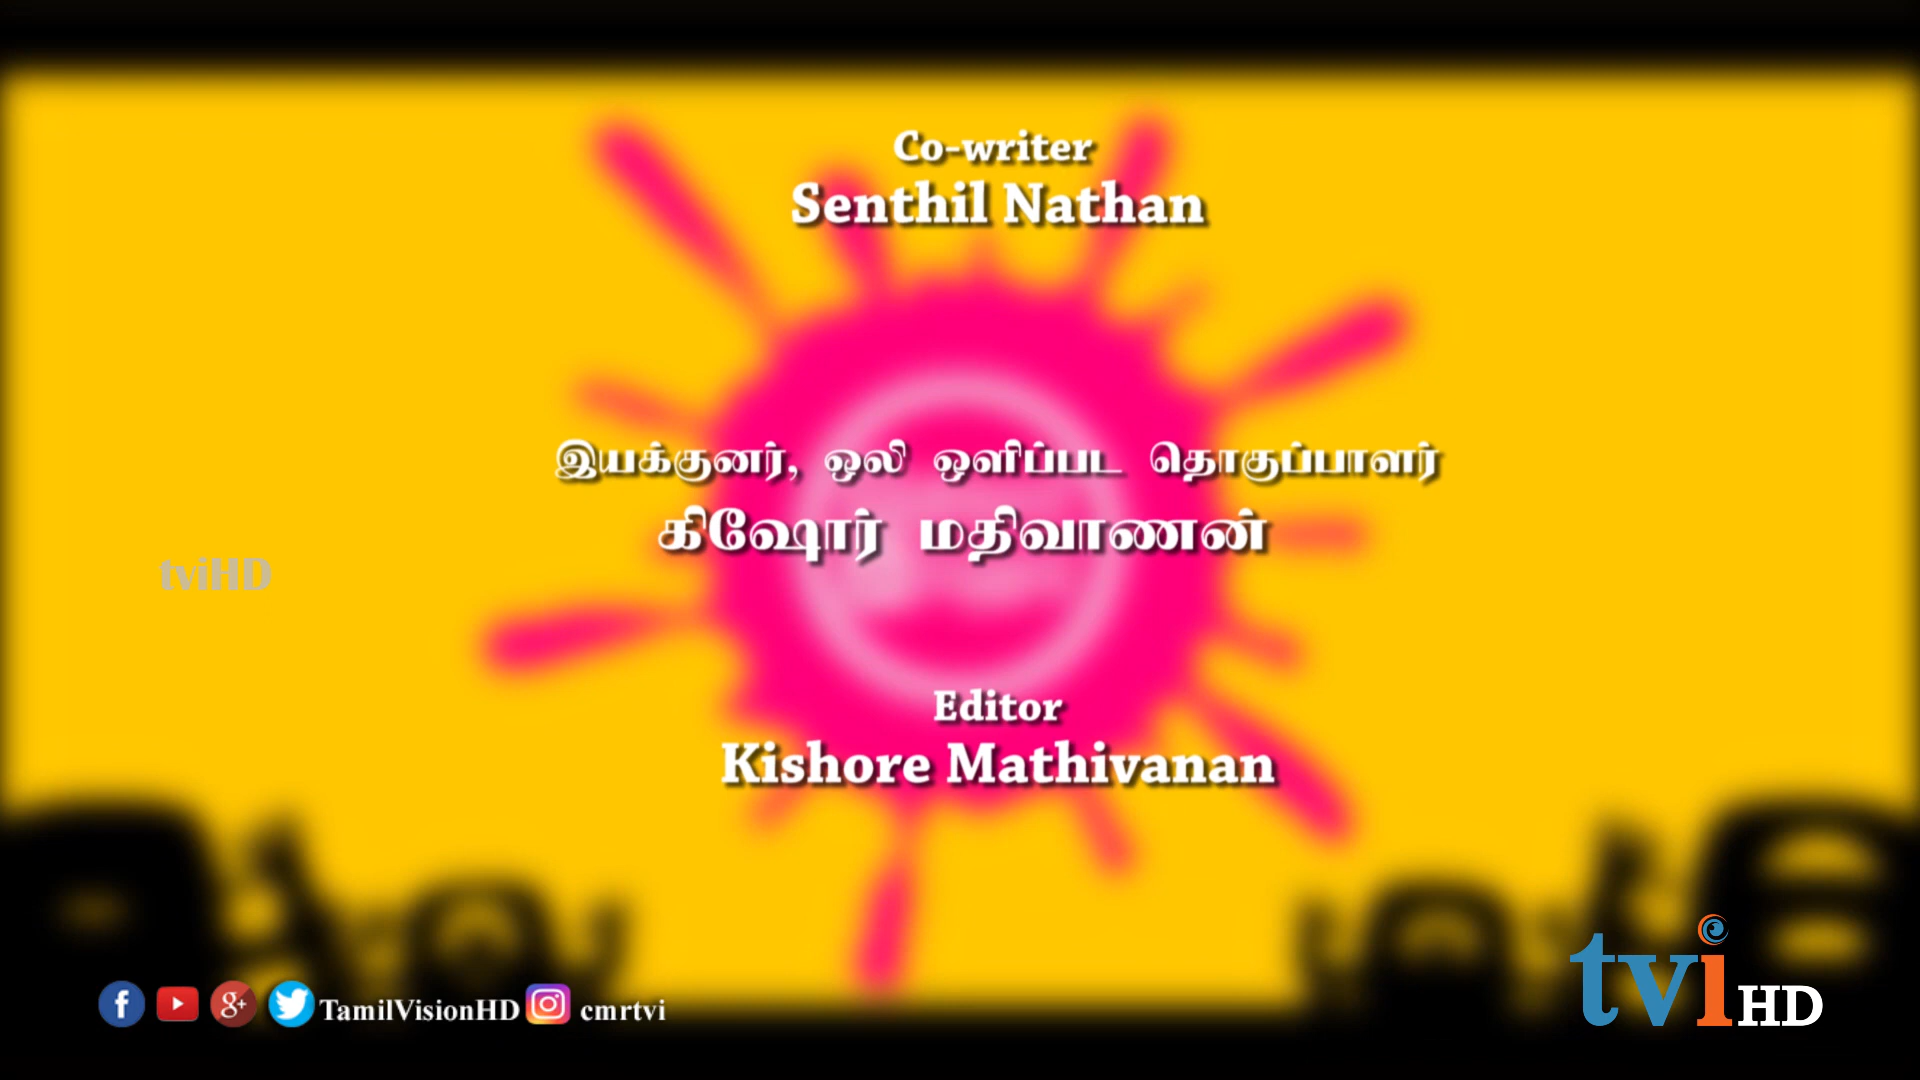 Co-writer
Senthil Nathan
இயக்குனர், ஒலி ஒளிப்பட தொகுப்பாளர்
கிஷோர் மதிவாணன்
tviHD
Editor
Kishore Mathivanan
TamilVisionHD cmrtvi
tvi HD